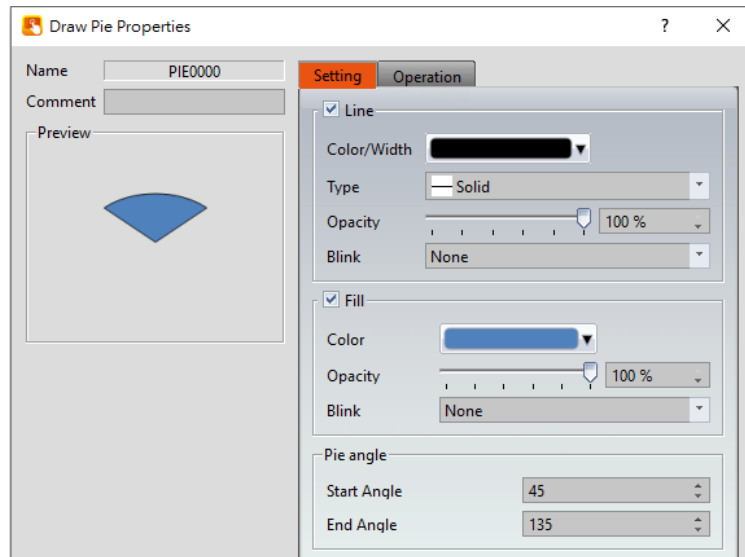 Draw Pie Properties
?
Name PIE0000
Comment
Preview
Setting Operation
Line
Color/Width
Type Solid
Opacity 100 %
Blink None
Fill
Color
Opacity 100 %
Blink None
Pie angle
Start Angle 45
End Angle 135